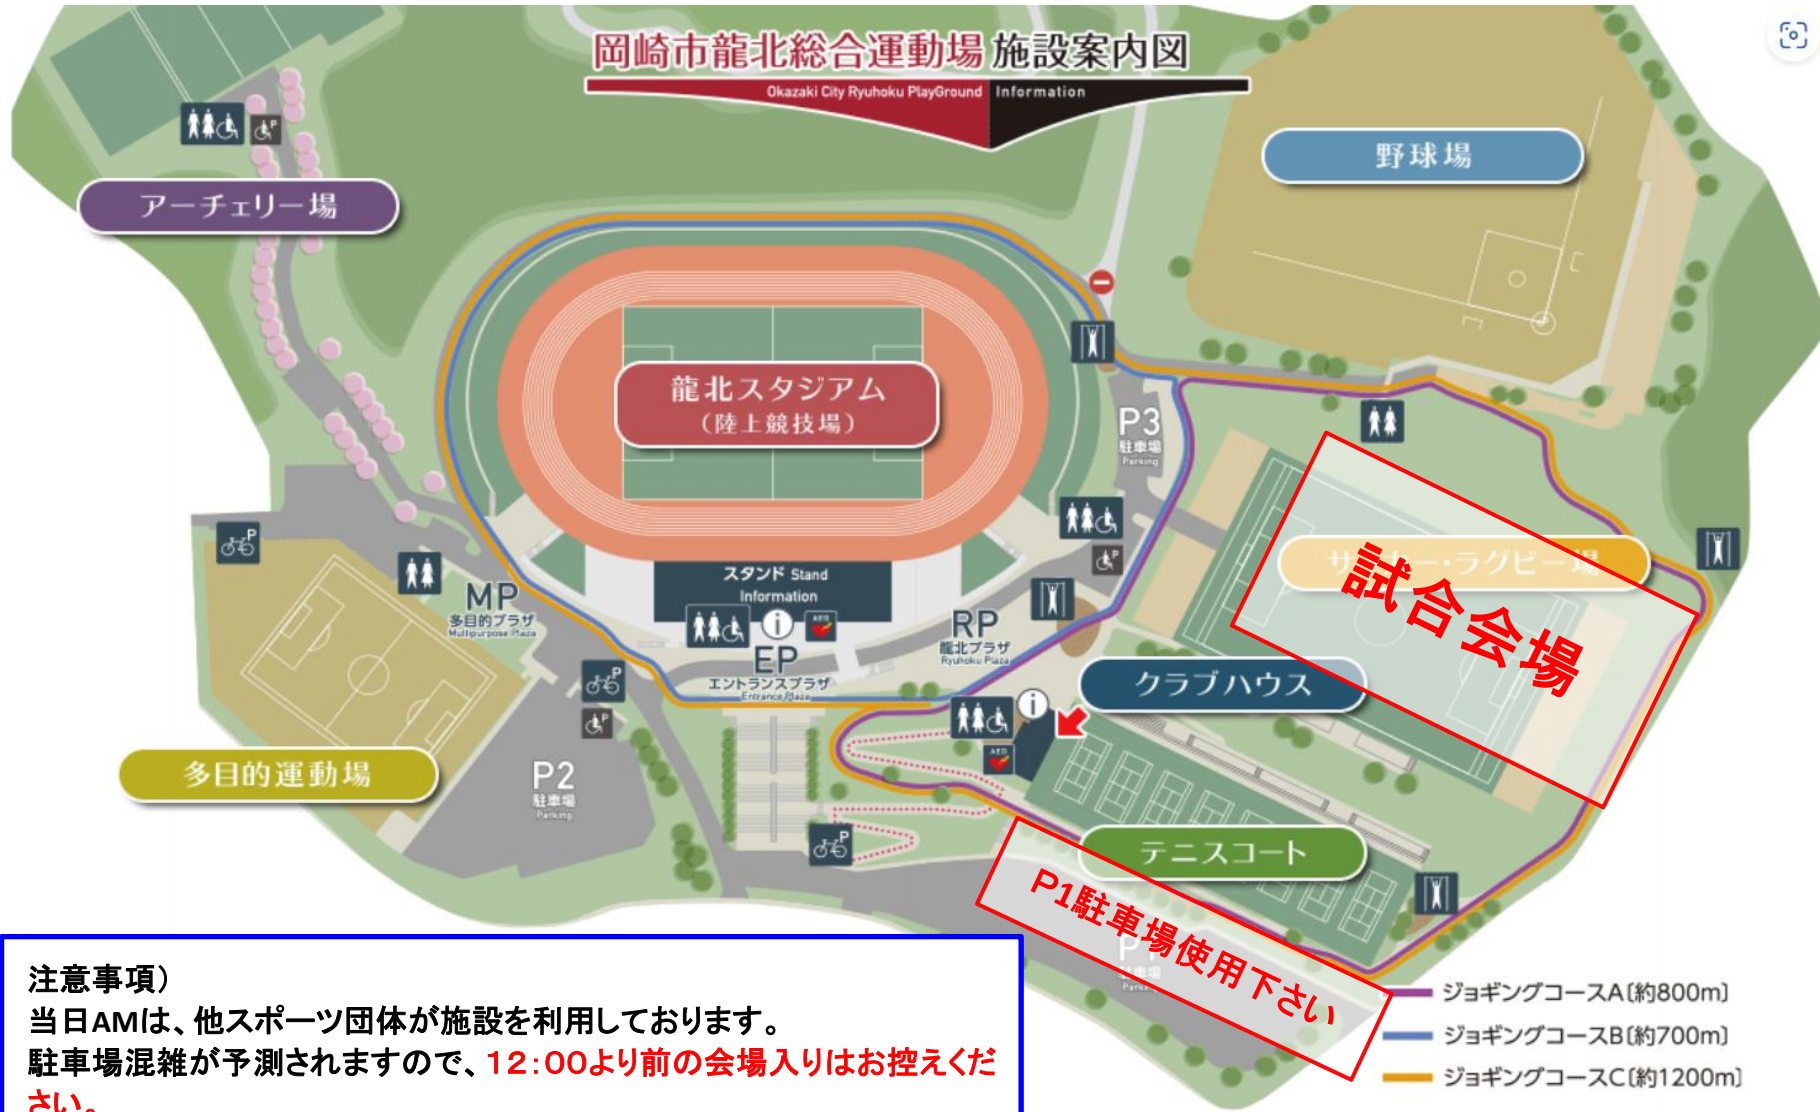 岡崎市龍北総合運動場 施設案内図
Okazaki City Ryuhoku PlayGround Information
野球場
アーチェリー場
龍北スタジアム
(陸上競技場)
P3
駐車場
Parking
サッカー・ラグビー場
試合会場
スタンド Stand
Information
AED
MP
多目的プラザ
Multipurpose Plaza
EP
エントランスプラザ
Entrance Plaza
RP
龍北プラザ
Ryuhoku Plaza
クラブハウス
AED
多目的運動場
P2
駐車場
Parking
テニスコート
P1駐車場使用下さい
P1
駐車場
Parking
ジョギングコースA〔約800m〕
ジョギングコースB〔約700m〕
ジョギングコースC〔約1200m〕
注意事項）
当日AMは、他スポーツ団体が施設を利用しております。
駐車場混雑が予測されますので、12：00より前の会場入りはお控えくだ
さい。